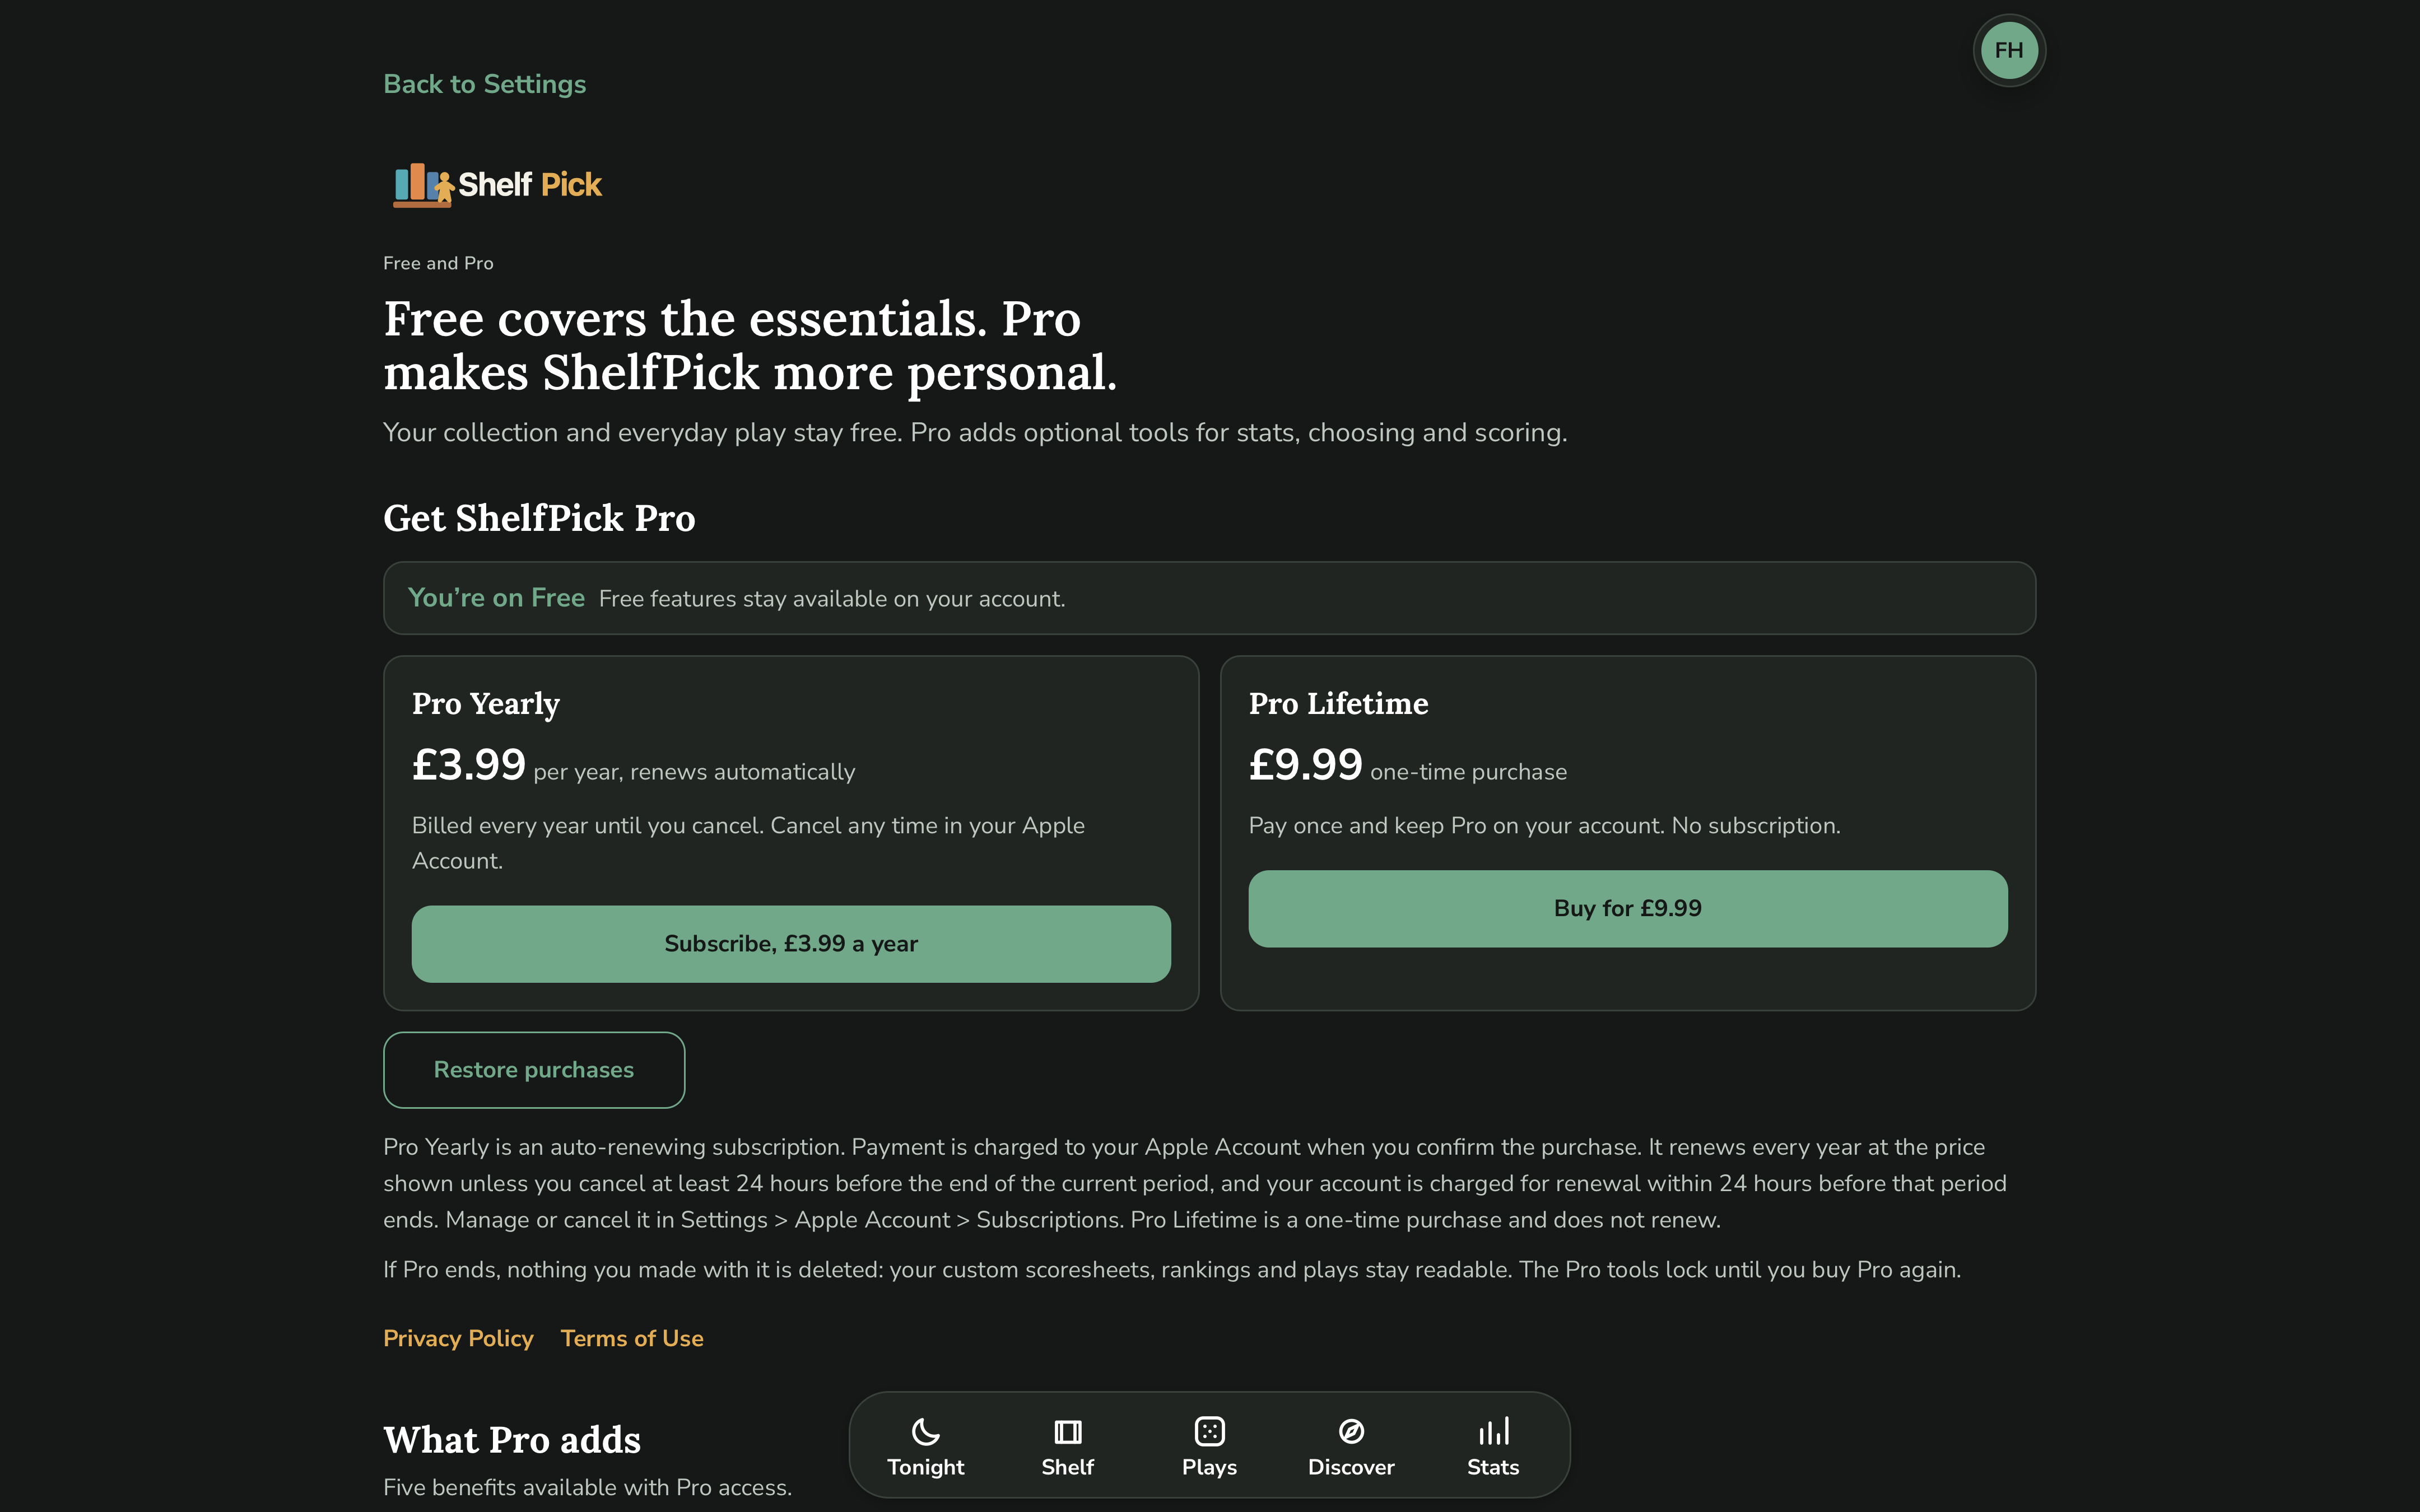 FH
Back to Settings
Shelf Pick
Free and Pro
Free covers the essentials. Pro
makes ShelfPick more personal.
Your collection and everyday play stay free. Pro adds optional tools for stats, choosing and scoring.
Get ShelfPick Pro
You’re on Free Free features stay available on your account.
Pro Yearly
£3.99 per year, renews automatically
Billed every year until you cancel. Cancel any time in your Apple
Account.
Subscribe, £3.99 a year
Pro Lifetime
£9.99 one-time purchase
Pay once and keep Pro on your account. No subscription.
Buy for £9.99
Restore purchases
Pro Yearly is an auto-renewing subscription. Payment is charged to your Apple Account when you confirm the purchase. It renews every year at the price
shown unless you cancel at least 24 hours before the end of the current period, and your account is charged for renewal within 24 hours before that period
ends. Manage or cancel it in Settings > Apple Account > Subscriptions. Pro Lifetime is a one-time purchase and does not renew.
If Pro ends, nothing you made with it is deleted: your custom scoresheets, rankings and plays stay readable. The Pro tools lock until you buy Pro again.
Privacy Policy Terms of Use
What Pro adds
Five benefits available with Pro access.
Tonight Shelf Plays Discover Stats